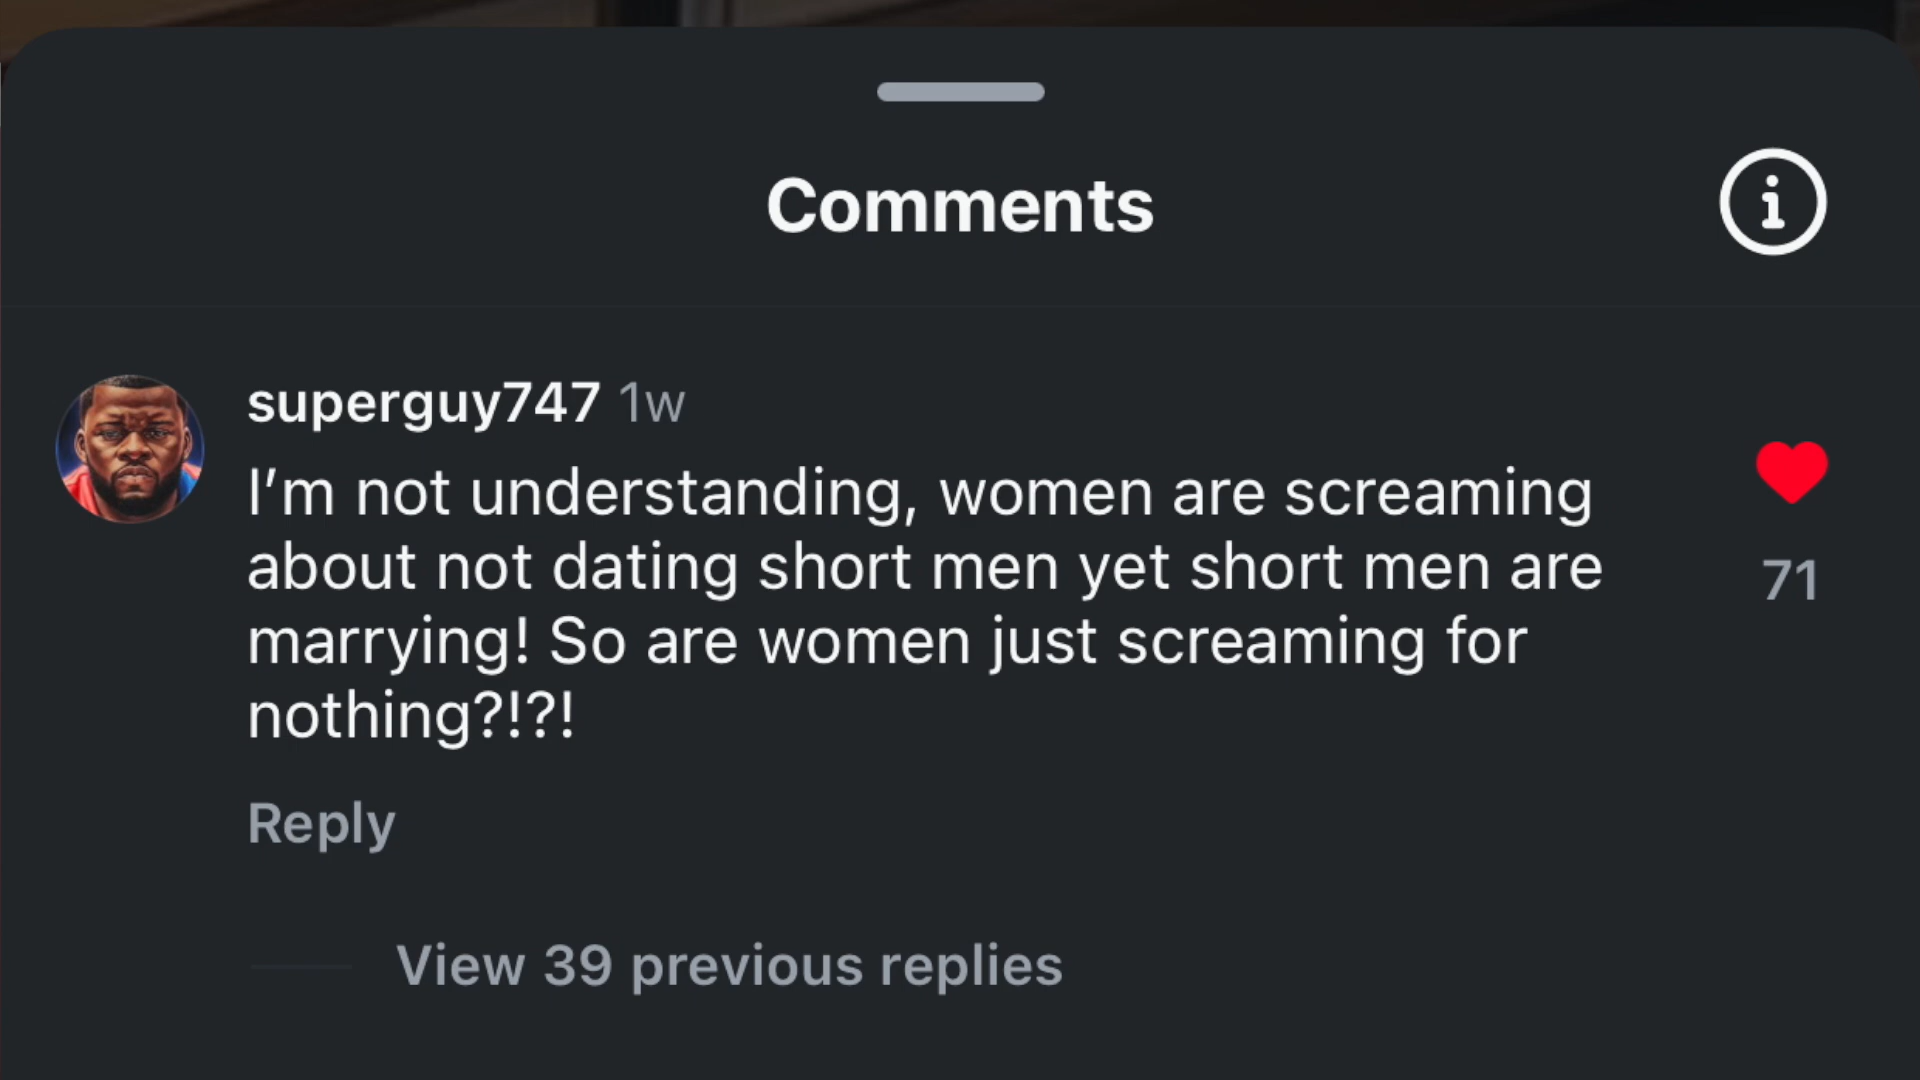 Comments
superguy747 1w
I’m not understanding, women are screaming
about not dating short men yet short men are
marrying! So are women just screaming for
nothing?!?!
71
Reply
View 39 previous replies